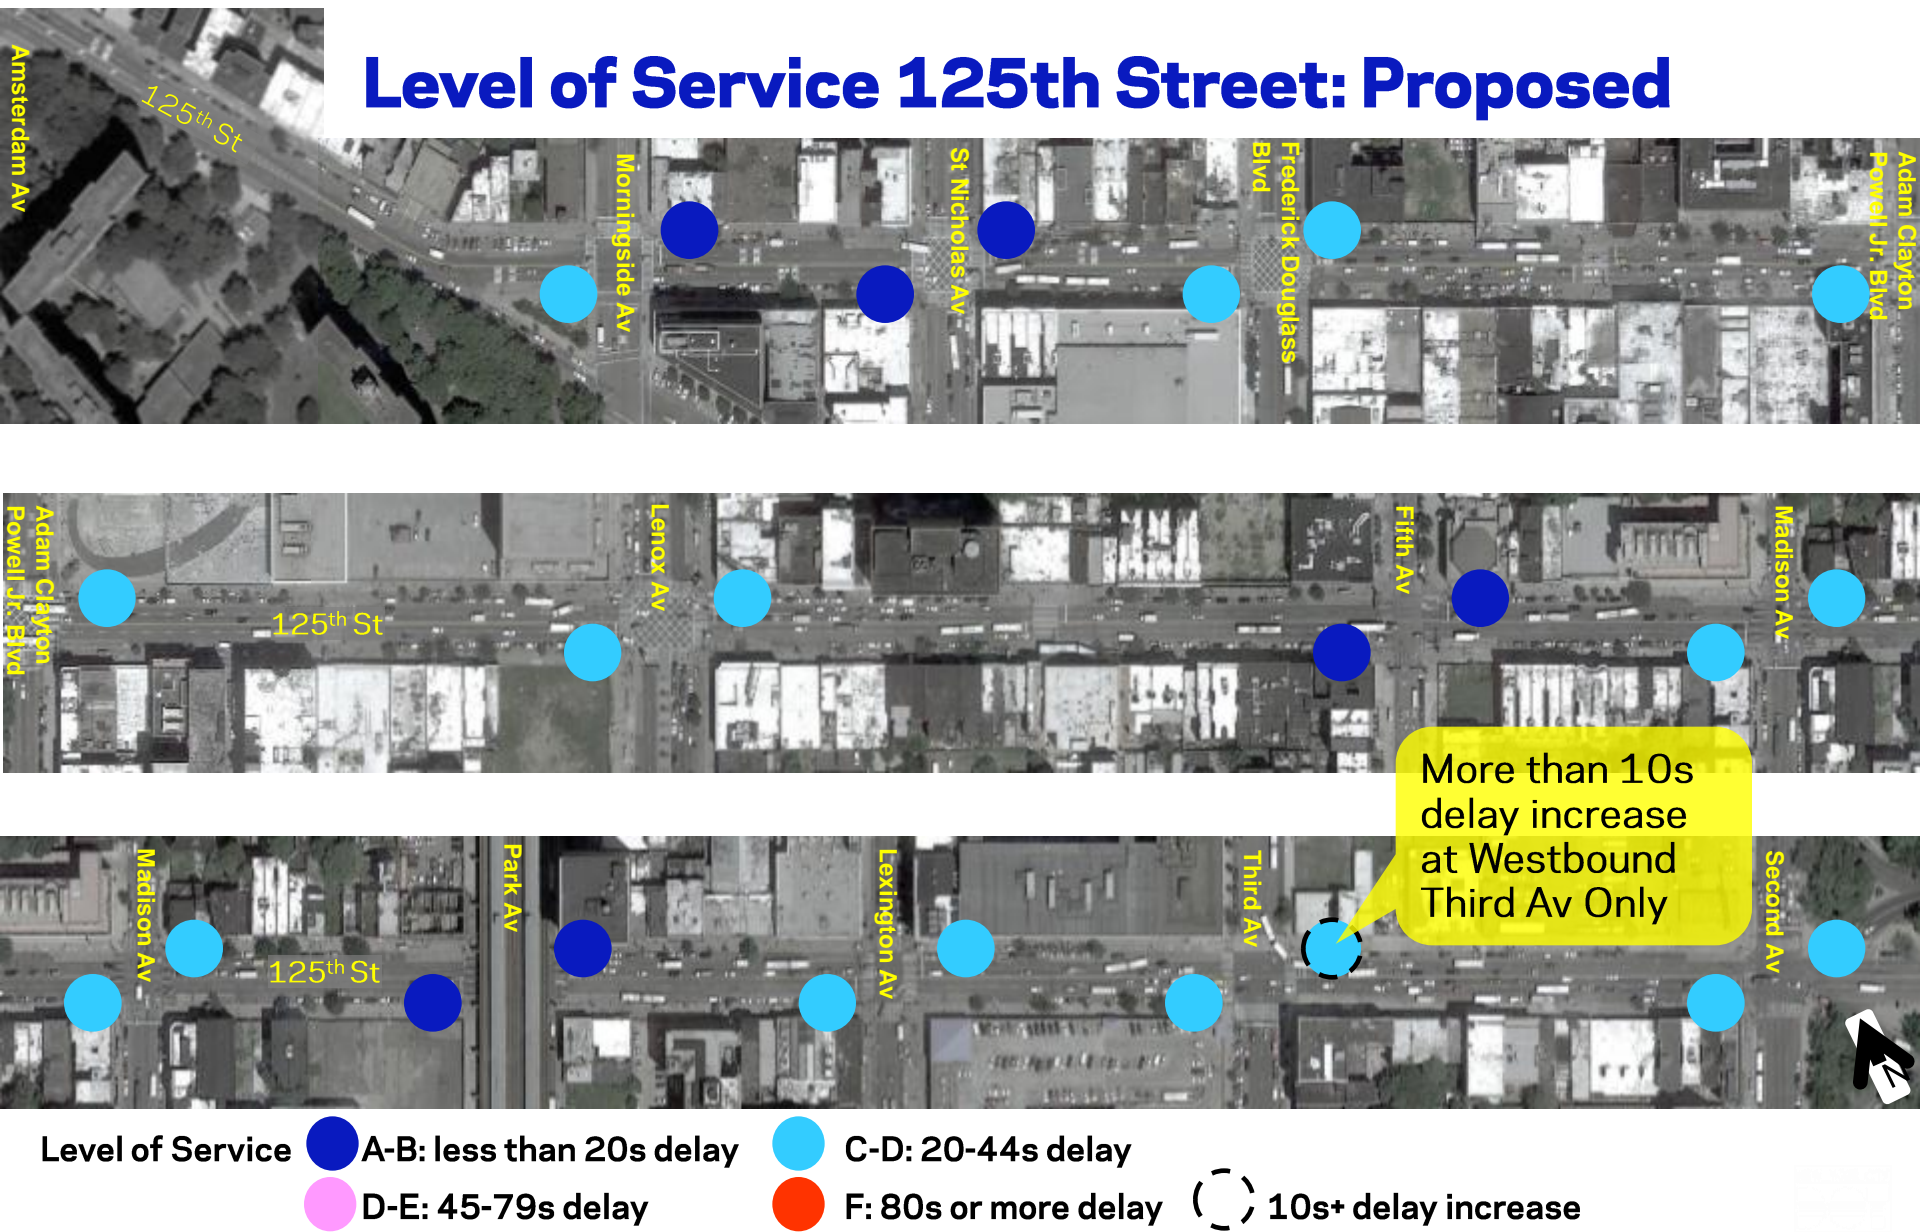 Level of Service 125th Street: Proposed
Amsterdam Av
125th St
Morningside Av
St Nicholas Av
Frederick Douglass
Blvd
Adam Clayton
Powell Jr. Blvd
Adam Clayton
Powell Jr. Blvd
125th St
Lenox Av
Fifth Av
Madison Av
More than 10s
delay increase
at Westbound
Third Av Only
Madison Av
125th St
Park Av
Lexington Av
Third Av
Second Av
N
Level of Service
A-B: less than 20s delay
C-D: 20-44s delay
D-E: 45-79s delay
F: 80s or more delay
10s+ delay increase